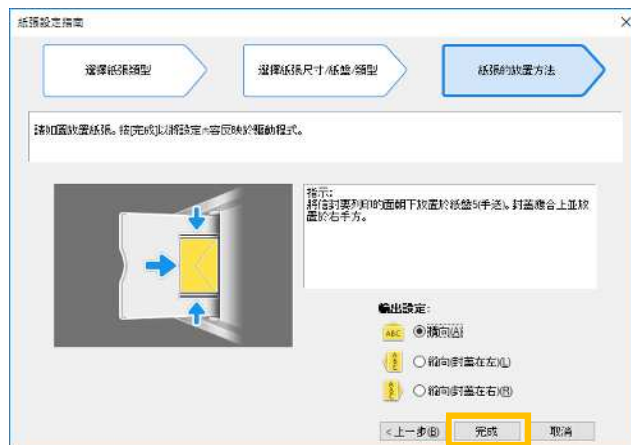 紙張設定指南
選擇紙張類型
選擇紙張尺寸/紙盤/類型
紙張的放置方法
請如圖放置紙張。按[完成]以將設定內容反映於驅動程式。
指示:
將信封要列印的面朝下放置於紙盤5(手送)。封蓋應合上並放
置於右手方。
輸出設定:
ABC
橫向(A)
ABC
縱向(封蓋在左)(L)
ABC
縱向(封蓋在右)(R)
<上一步(B)
完成
取消